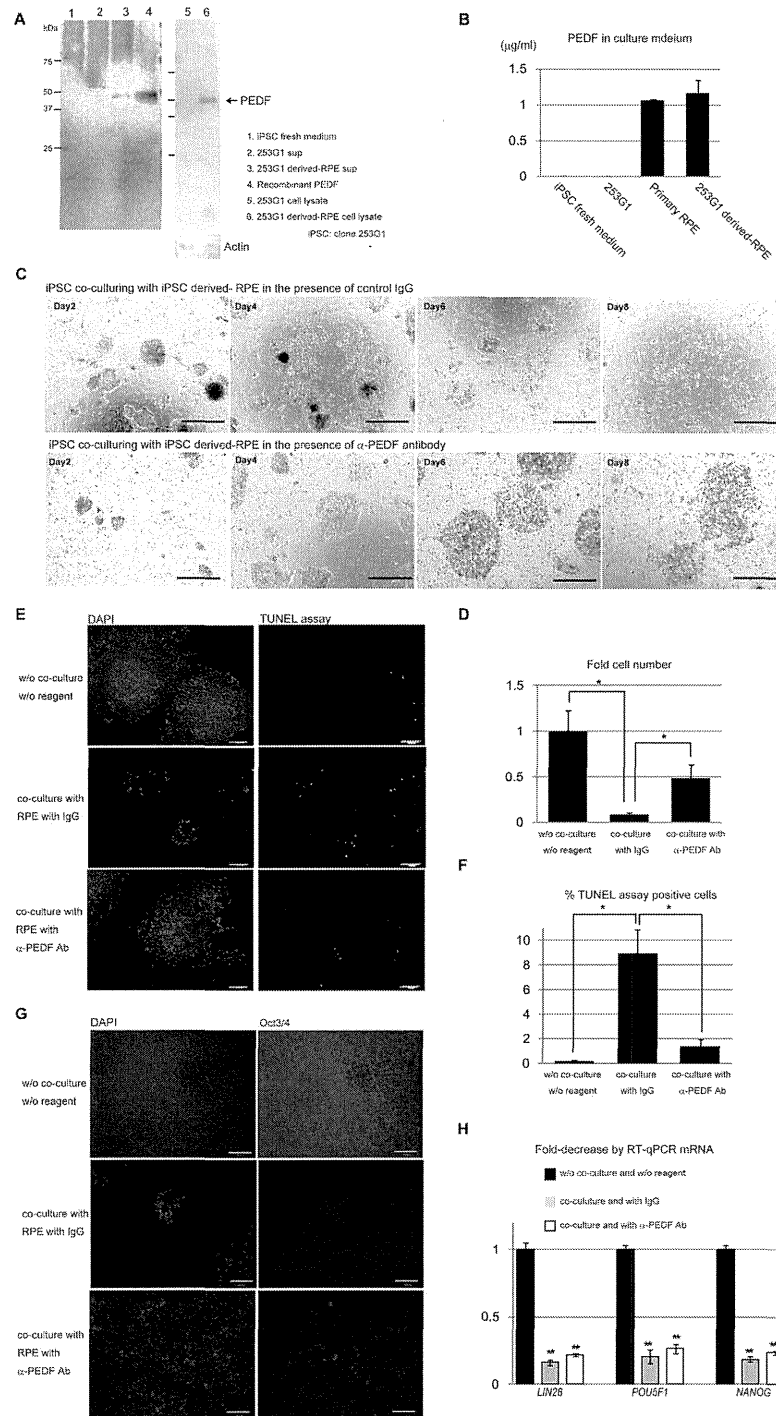 A
kDa
1 2 3 4 5 6
75
50
37
25
← PEDF
1. iPSC fresh medium
2. 253G1 sup
3. 253G1 derived-RPE sup
4. Recombinant PEDF
5. 253G1 cell lysate
6. 253G1 derived-RPE cell lysate
iPSC: clone 253G1
Actin
B
PEDF in culture mdeium
(μg/ml)
1.5
1
0.5
0
iPSC fresh medium
253G1
Primary RPE
253G1 derived-RPE
C
iPSC co-culturing with iPSC derived- RPE in the presence of control IgG
Day2
Day4
Day6
Day8
iPSC co-culturing with iPSC derived-RPE in the presence of α-PEDF antibody
Day2
Day4
Day6
Day8
E
DAPI
TUNEL assay
w/o co-culture
w/o reagent
co-culture with
RPE with IgG
co-culture with
RPE with
α-PEDF Ab
D
Fold cell number
1.5
1
0.5
0
*
*
w/o co-culture
w/o reagent
co-culture
with IgG
co-culture with
α-PEDF Ab
F
% TUNEL assay positive cells
10
8
6
4
2
0
*
*
w/o co-culture
w/o reagent
co-culture
with IgG
co-culture with
α-PEDF Ab
G
DAPI
Oct3/4
w/o co-culture
w/o reagent
co-culture with
RPE with IgG
co-culture with
RPE with
α-PEDF Ab
H
Fold-decrease by RT-qPCR mRNA
w/o co-culture and w/o reagent
co-culuture and with IgG
co-culture and with α-PEDF Ab
1
0.5
0
** **
** **
** **
LIN28
POU5F1
NANOG